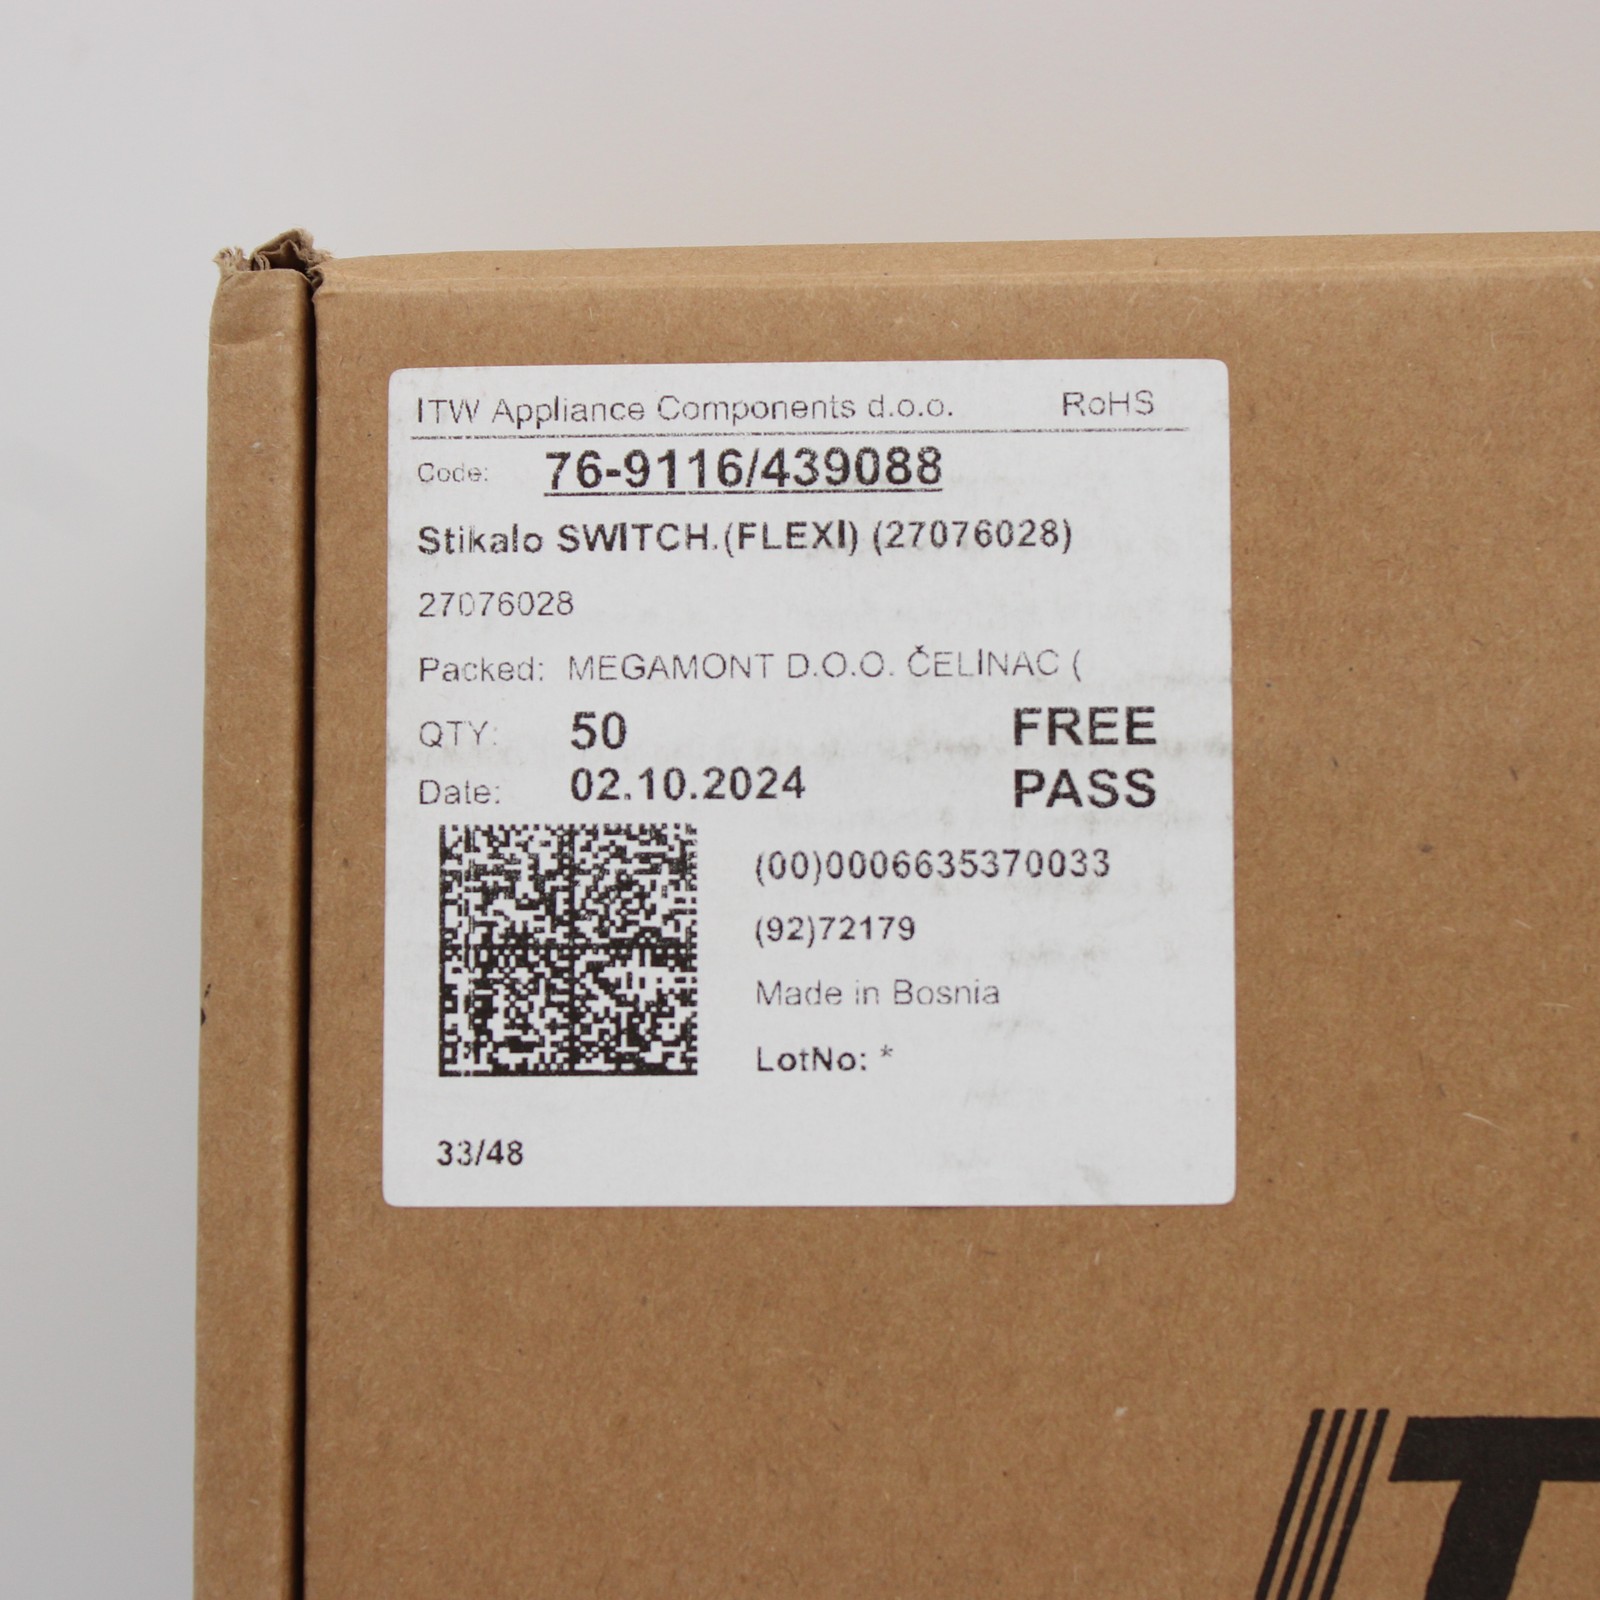 ITW Appliance Components d.o.o. RoHS
Code: 76-9116/439088
Stikalo SWITCH.(FLEXI) (27076028)
27076028
Packed: MEGAMONT D.O.O. ČELINAC (
QTY: 50 FREE
Date: 02.10.2024 PASS
(00)0006635370033
(92)72179
Made in Bosnia
LotNo: *
33/48